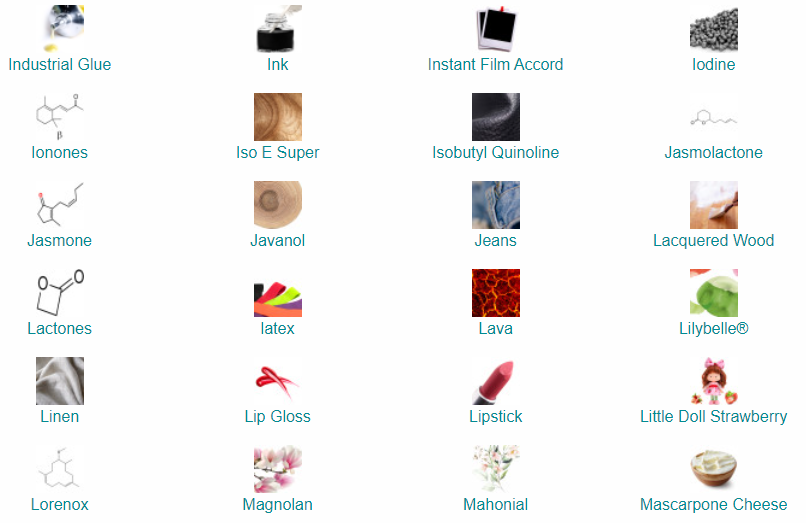 Industrial Glue
Ink
Instant Film Accord
Iodine
β
Ionones
Iso E Super
Isobutyl Quinoline
Jasmolactone
Jasmone
Javanol
Jeans
Lacquered Wood
Lactones
latex
Lava
Lilybelle®
Linen
Lip Gloss
Lipstick
Little Doll Strawberry
Lorenox
Magnolan
Mahonial
Mascarpone Cheese